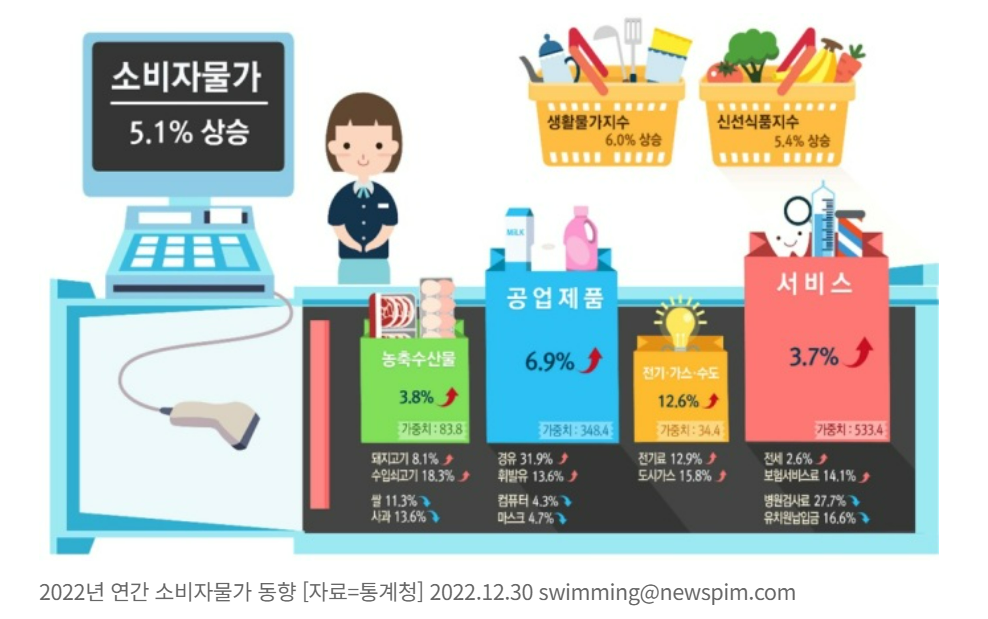 소비자물가
5.1% 상승
생활물가지수
6.0% 상승
신선식품지수
5.4% 상승
MILK
농축수산물
3.8%
가중치 : 83.8
돼지고기 8.1%
수입쇠고기 18.3%
쌀 11.3%
사과 13.6%
공업제품
6.9%
가중치 : 348.4
경유 31.9%
휘발유 13.6%
컴퓨터 4.3%
마스크 4.7%
전기·가스·수도
12.6%
가중치 : 34.4
전기료 12.9%
도시가스 15.8%
서비스
3.7%
가중치 : 533.4
전세 2.6%
보험서비스료 14.1%
병원검사료 27.7%
유치원납입금 16.6%
2022년 연간 소비자물가 동향 [자료=통계청] 2022.12.30 swimming@newspim.com